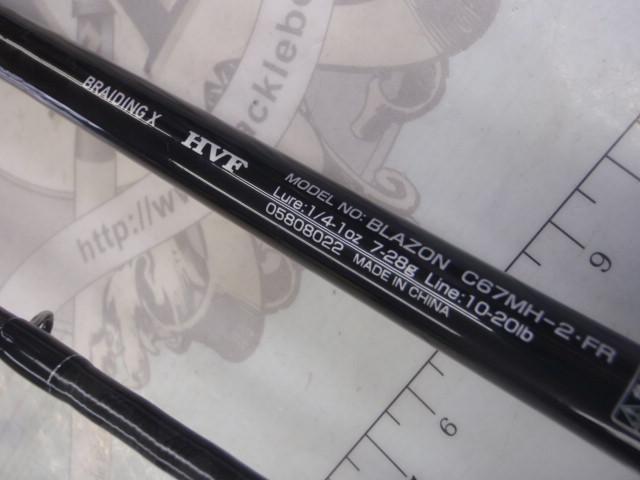 BRAIDING X
HVF
MODEL NO: BLAZON C67MH-2·FR
Lure:1/4-1oz 7-28g Line:10-20lb
05808022 MADE IN CHINA
http://www.
ackleb
9
6